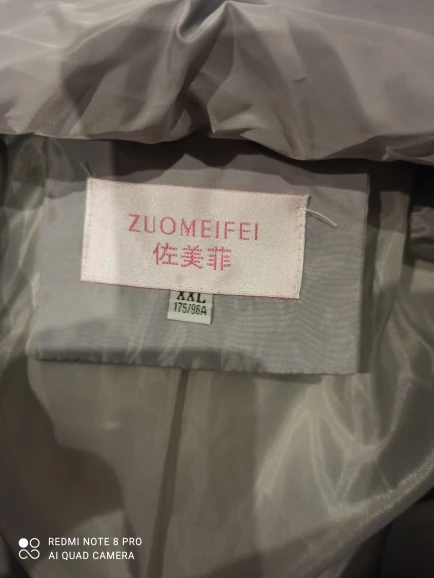 ZUOMEIFEI
佐美菲
XXL
175/96A
REDMI NOTE 8 PRO
AI QUAD CAMERA